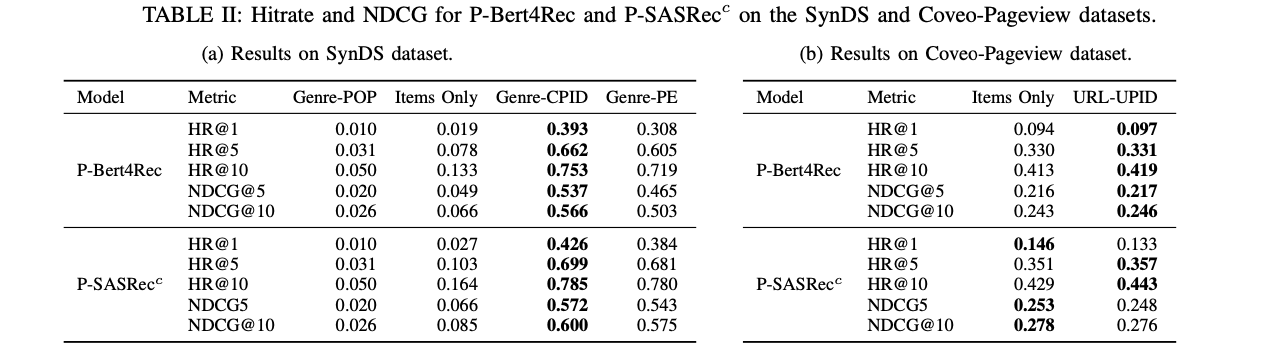 TABLE II: Hitrate and NDCG for P-Bert4Rec and P-SASRecᶜ on the SynDS and Coveo-Pageview datasets.
(a) Results on SynDS dataset.
Model Metric Genre-POP Items Only Genre-CPID Genre-PE
HR@1 0.010 0.019 0.393 0.308
HR@5 0.031 0.078 0.662 0.605
P-Bert4Rec HR@10 0.050 0.133 0.753 0.719
NDCG@5 0.020 0.049 0.537 0.465
NDCG@10 0.026 0.066 0.566 0.503
HR@1 0.010 0.027 0.426 0.384
HR@5 0.031 0.103 0.699 0.681
P-SASRecᶜ HR@10 0.050 0.164 0.785 0.780
NDCG5 0.020 0.066 0.572 0.543
NDCG@10 0.026 0.085 0.600 0.575
(b) Results on Coveo-Pageview dataset.
Model Metric Items Only URL-UPID
HR@1 0.094 0.097
HR@5 0.330 0.331
P-Bert4Rec HR@10 0.413 0.419
NDCG@5 0.216 0.217
NDCG@10 0.243 0.246
HR@1 0.146 0.133
HR@5 0.351 0.357
P-SASRecᶜ HR@10 0.429 0.443
NDCG5 0.253 0.248
NDCG@10 0.278 0.276